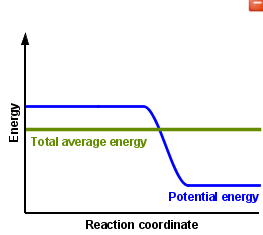 Energy
Total average energy
Potential energy
Reaction coordinate